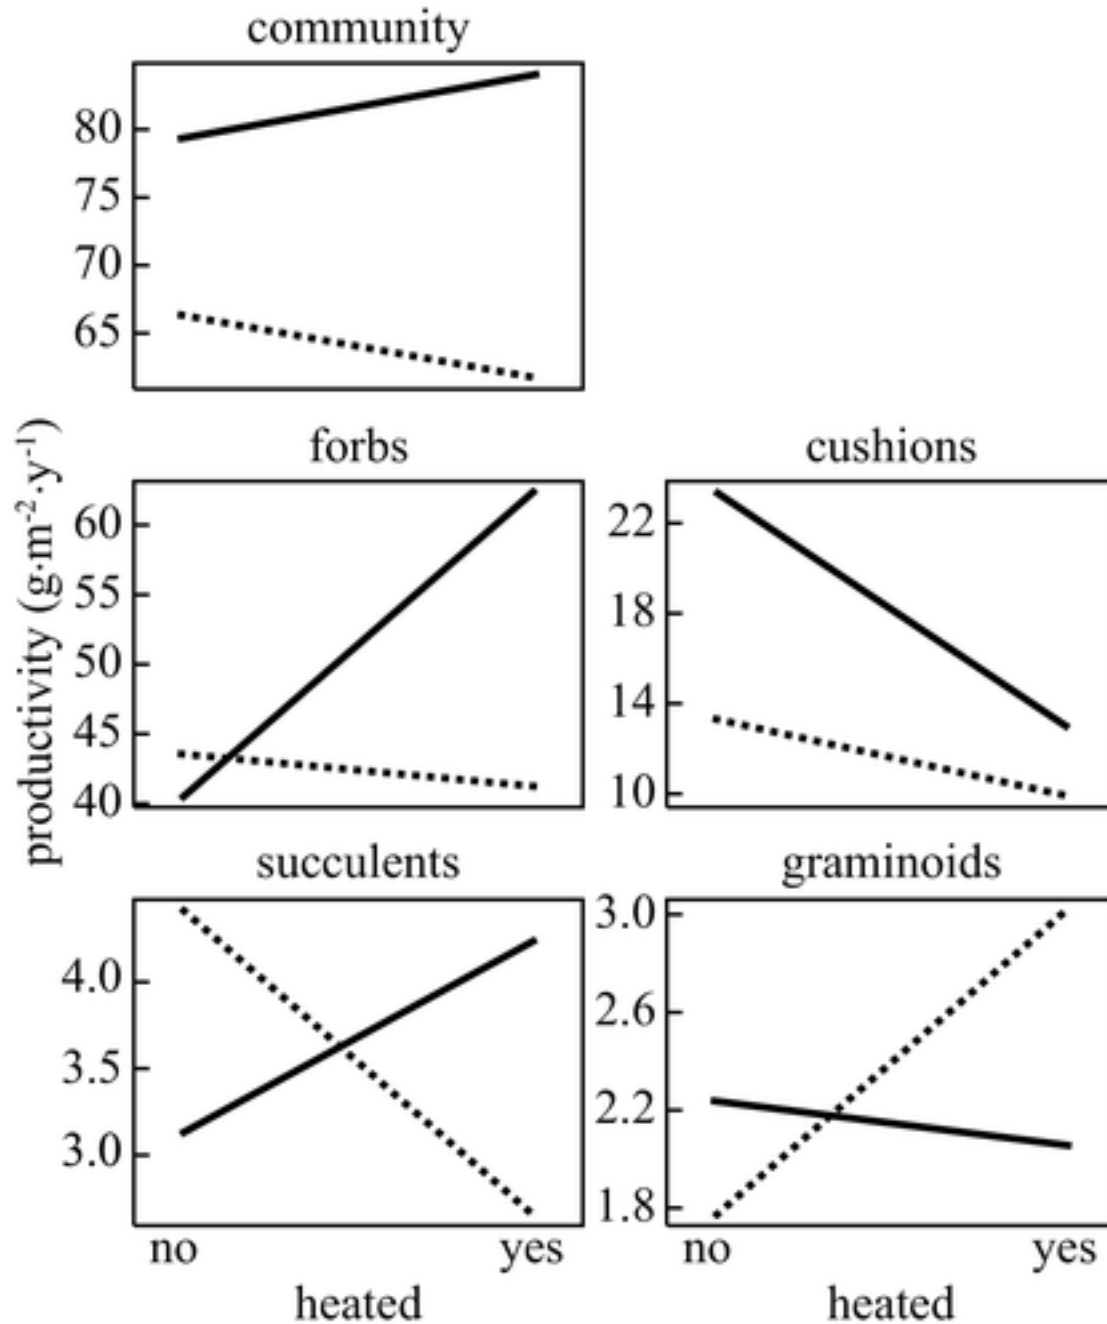 community
80
75
70
65
productivity (g·m⁻²·y⁻¹)
forbs
60
55
50
45
40
cushions
22
18
14
10
succulents
4.0
3.5
3.0
graminoids
3.0
2.6
2.2
1.8
no yes
heated
no yes
heated